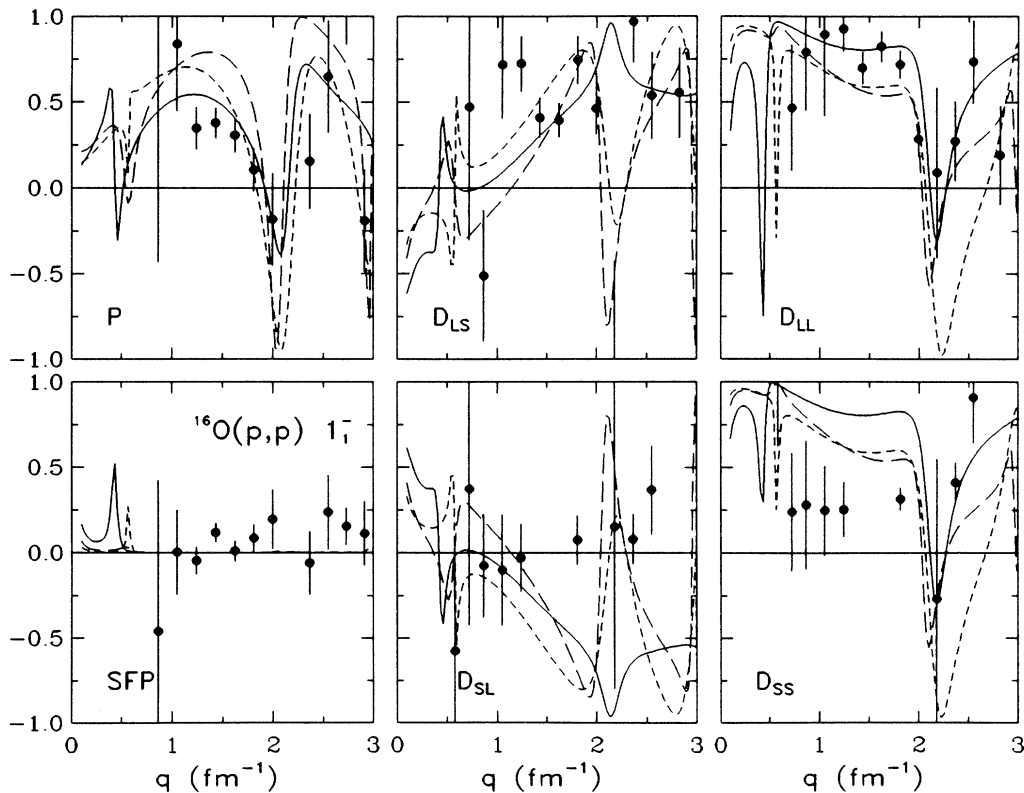 1.0
0.5
0.0
−0.5
−1.0
P
D_LS
D_LL
1.0
0.5
0.0
−0.5
−1.0
¹⁶O(p,p) 1₁⁻
SFP
D_SL
D_SS
0 1 2 3
0 1 2 3
0 1 2 3
q (fm⁻¹)
q (fm⁻¹)
q (fm⁻¹)